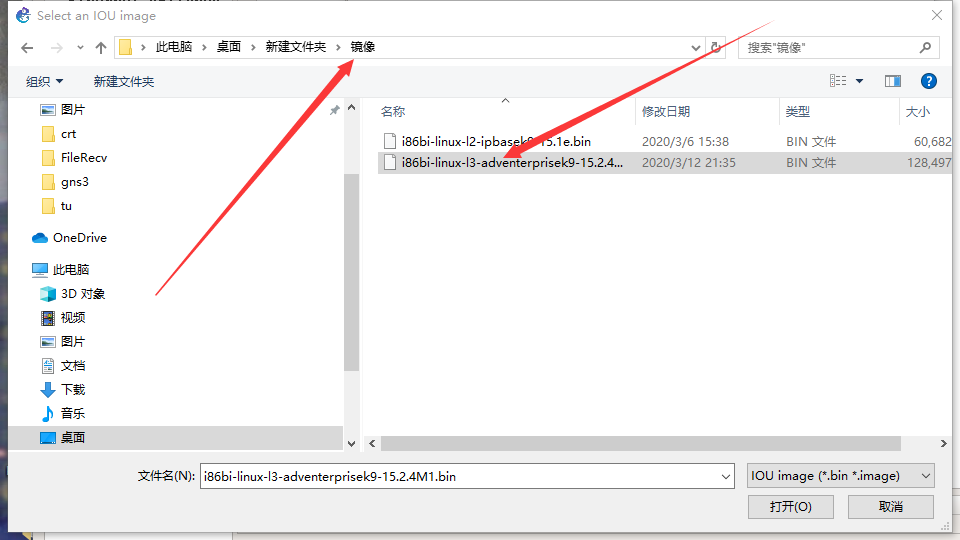 Select an IOU image
此电脑 > 桌面 > 新建文件夹 > 镜像
搜索"镜像"
组织 新建文件夹
图片
crt
FileRecv
gns3
tu
OneDrive
此电脑
3D 对象
视频
图片
文档
下载
音乐
桌面
名称 修改日期 类型 大小
i86bi-linux-l2-ipbasek9-15.1e.bin 2020/3/6 15:38 BIN 文件 60,682
i86bi-linux-l3-adventerprisek9-15.2.4... 2020/3/12 21:35 BIN 文件 128,497
文件名(N): i86bi-linux-l3-adventerprisek9-15.2.4M1.bin IOU image (*.bin *.image)
打开(O) 取消